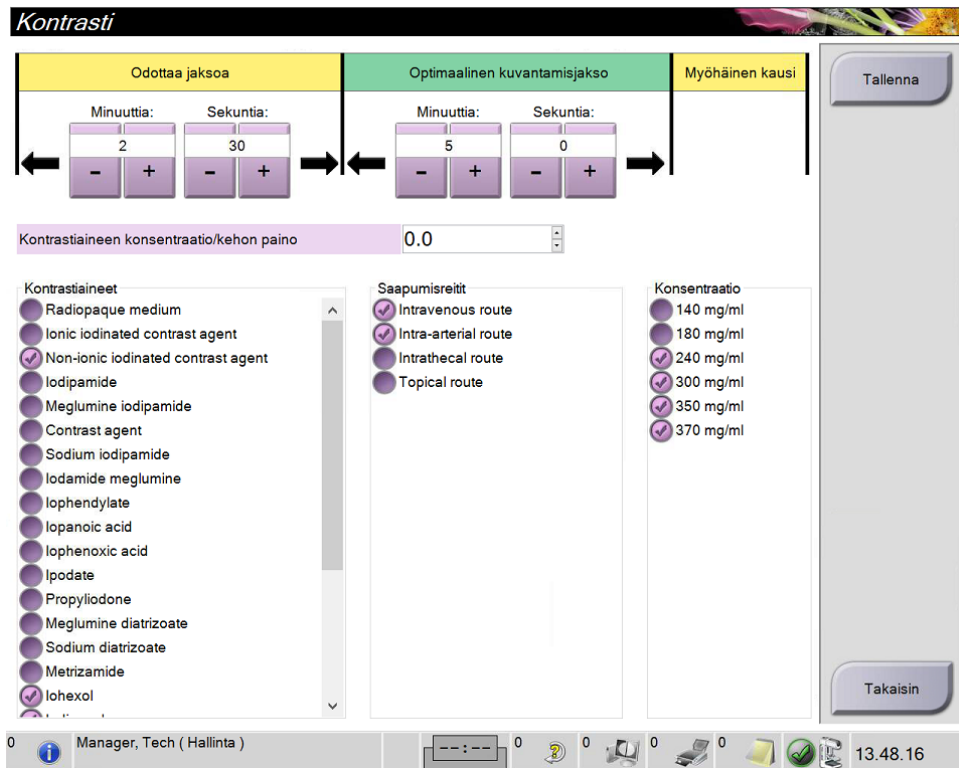 Kontrasti
Odottaa jaksoa
Optimaalinen kuvantamisjakso
Myöhäinen kausi
Tallenna
Minuuttia:
Sekuntia:
Minuuttia:
Sekuntia:
2
30
5
0
- + - +
- + - +
Kontrastiaineen konsentraatio/kehon paino
0.0
Kontrastiaineet
Radiopaque medium
Ionic iodinated contrast agent
Non-ionic iodinated contrast agent
Iodipamide
Meglumine iodipamide
Contrast agent
Sodium iodipamide
Iodamide meglumine
Iophendylate
Iopanoic acid
Iophenoxic acid
Ipodate
Propyliodone
Meglumine diatrizoate
Sodium diatrizoate
Metrizamide
Iohexol
Saapumisreitit
Intravenous route
Intra-arterial route
Intrathecal route
Topical route
Konsentraatio
140 mg/ml
180 mg/ml
240 mg/ml
300 mg/ml
350 mg/ml
370 mg/ml
Takaisin
0
Manager, Tech ( Hallinta )
--:--
0
0
0
0
13.48.16